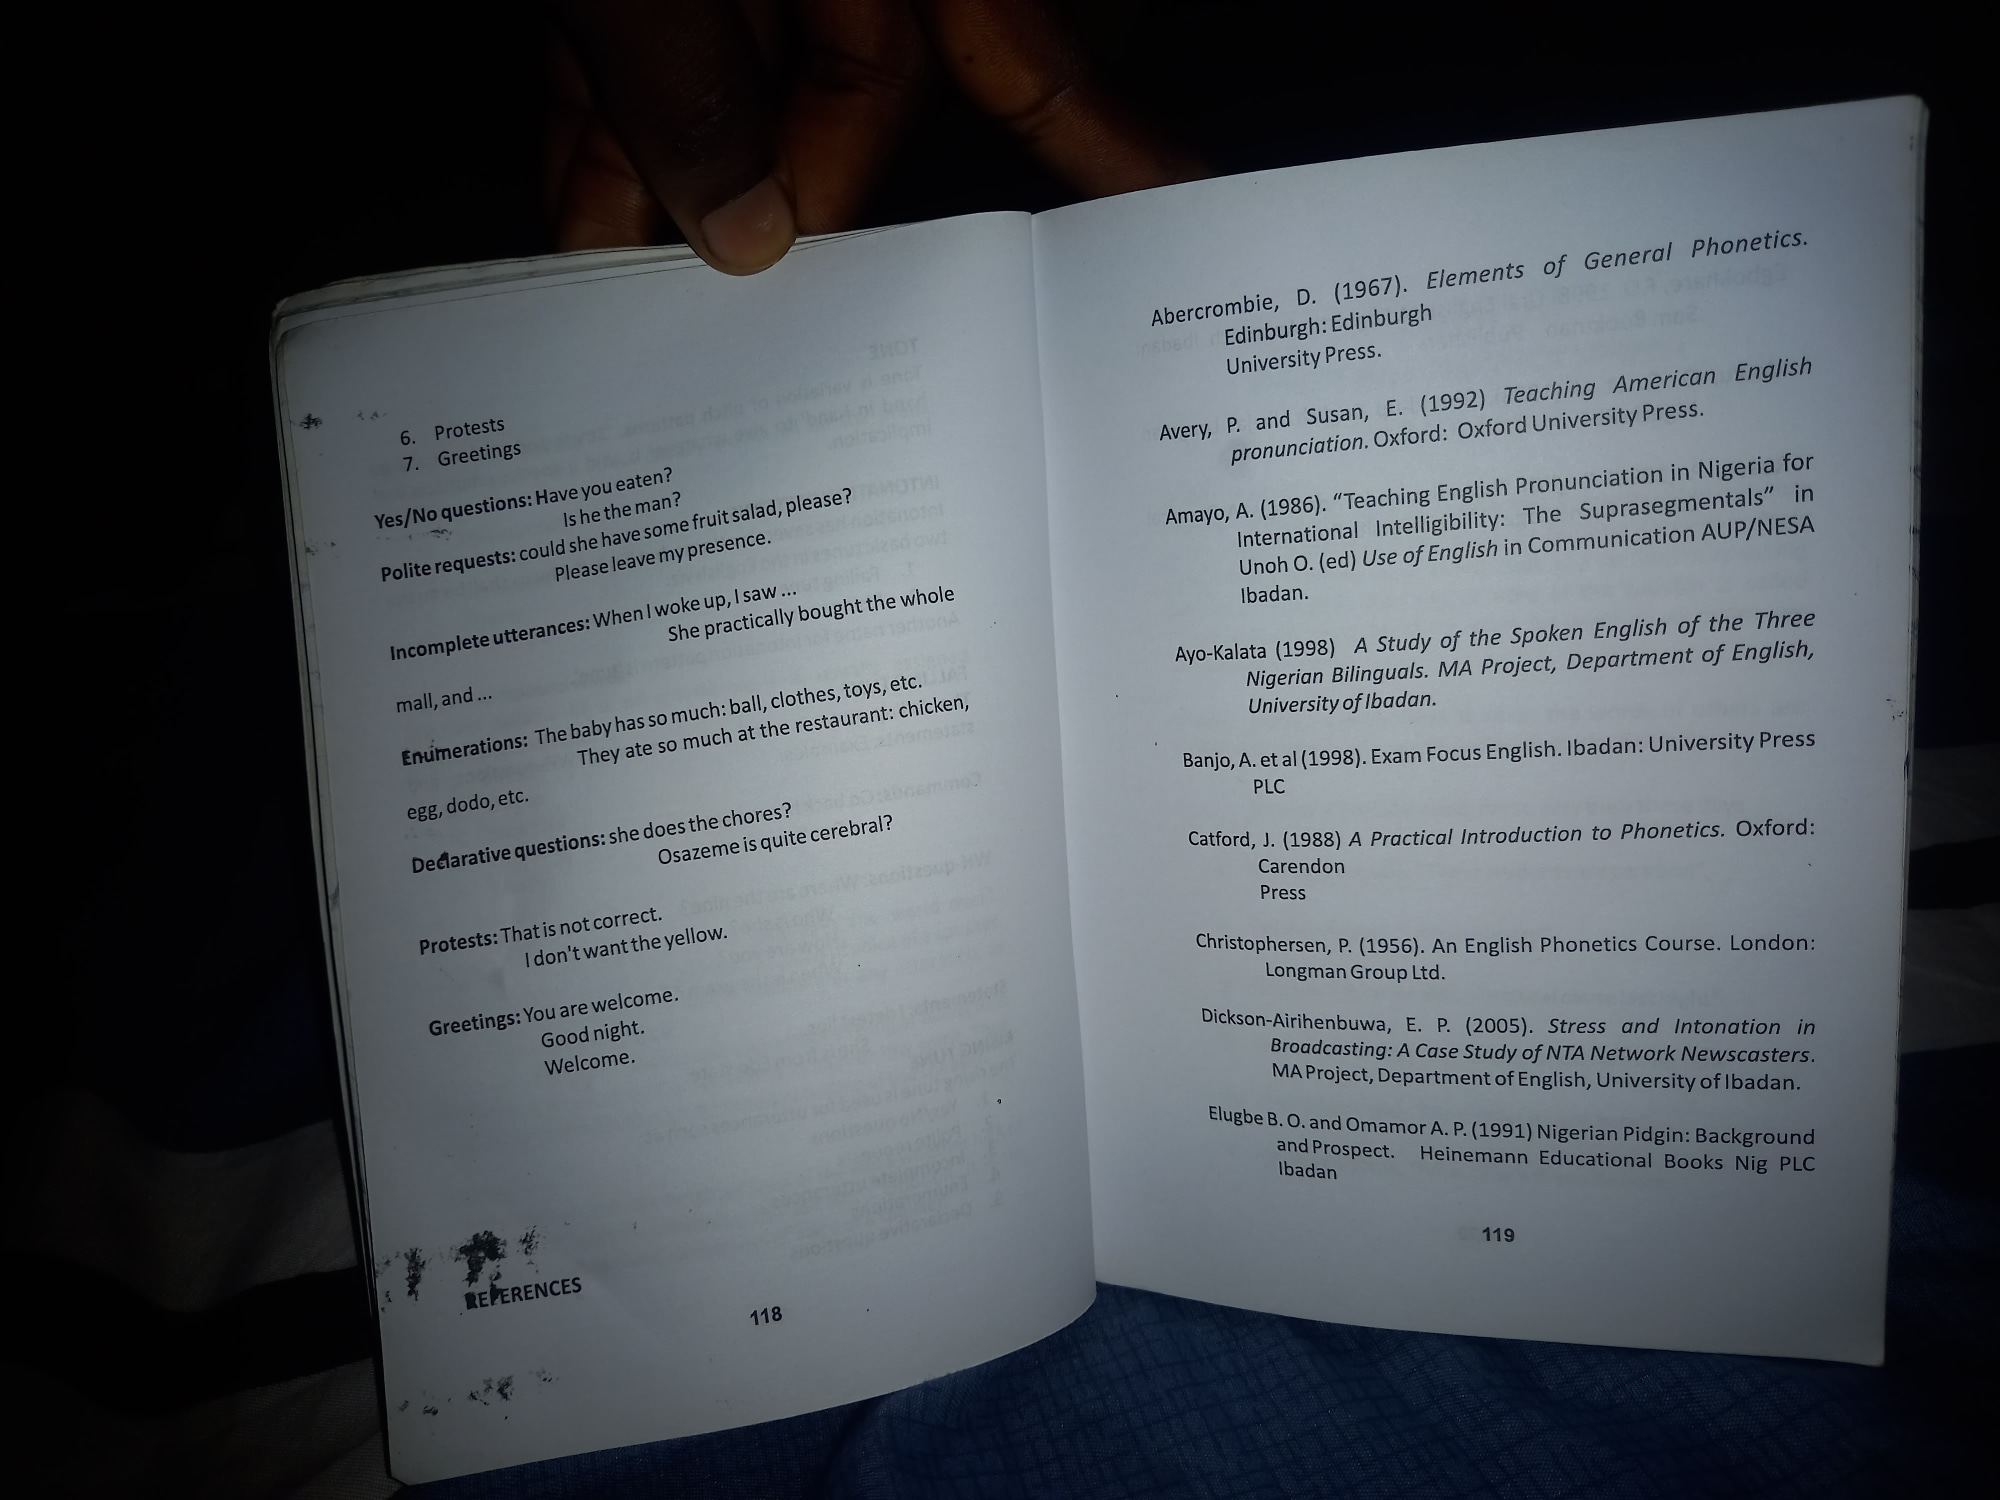 6. Protests
7. Greetings
Yes/No questions: Have you eaten?
Is he the man?
Polite requests: could she have some fruit salad, please?
Please leave my presence.
Incomplete utterances: When I woke up, I saw ...
She practically bought the whole
mall, and ...
Enumerations: The baby has so much: ball, clothes, toys, etc.
They ate so much at the restaurant: chicken,
egg, dodo, etc.
Declarative questions: she does the chores?
Osazeme is quite cerebral?
Protests: That is not correct.
I don't want the yellow.
Greetings: You are welcome.
Good night.
Welcome.
REFERENCES
118
Abercrombie, D. (1967). Elements of General Phonetics.
Edinburgh: Edinburgh
University Press.
Avery, P. and Susan, E. (1992) Teaching American English
pronunciation. Oxford: Oxford University Press.
Amayo, A. (1986). “Teaching English Pronunciation in Nigeria for
International Intelligibility: The Suprasegmentals” in
Unoh O. (ed) Use of English in Communication AUP/NESA
Ibadan.
Ayo-Kalata (1998) A Study of the Spoken English of the Three
Nigerian Bilinguals. MA Project, Department of English,
University of Ibadan.
Banjo, A. et al (1998). Exam Focus English. Ibadan: University Press
PLC
Catford, J. (1988) A Practical Introduction to Phonetics. Oxford:
Carendon
Press
Christophersen, P. (1956). An English Phonetics Course. London:
Longman Group Ltd.
Dickson-Airihenbuwa, E. P. (2005). Stress and Intonation in
Broadcasting: A Case Study of NTA Network Newscasters.
MA Project, Department of English, University of Ibadan.
Elugbe B. O. and Omamor A. P. (1991) Nigerian Pidgin: Background
and Prospect. Heinemann Educational Books Nig PLC
Ibadan
119